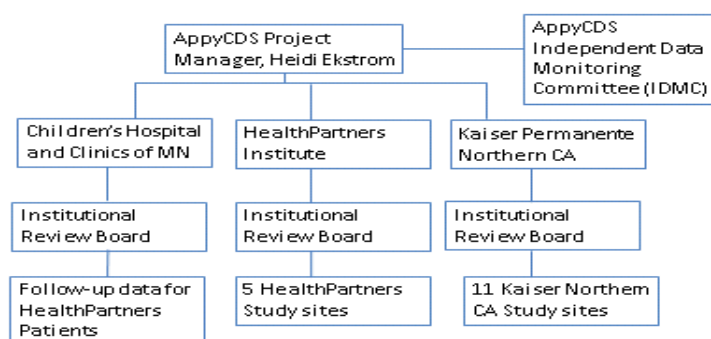 AppyCDS Project
Manager, Heidi Ekstrom
AppyCDS
Independent Data
Monitoring
Committee (IDMC)
Children's Hospital
and Clinics of MN
HealthPartners
Institute
Kaiser Permanente
Northern CA
Institutional
Review Board
Institutional
Review Board
Institutional
Review Board
Follow-up data for
HealthPartners
Patients
5 HealthPartners
Study sites
11 Kaiser Northern
CA Study sites